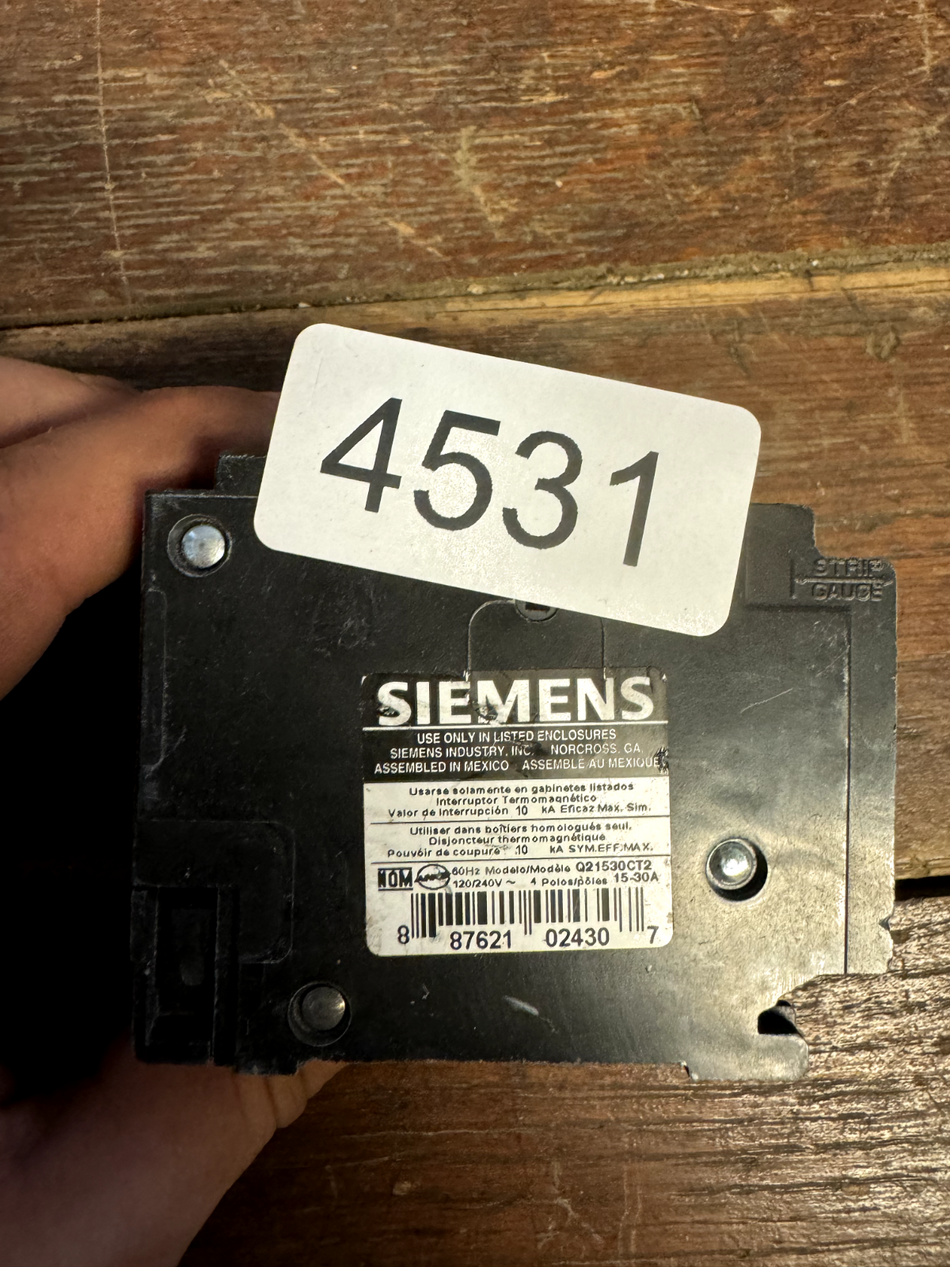 4531
STRIP
GAUGE
SIEMENS
USE ONLY IN LISTED ENCLOSURES
SIEMENS INDUSTRY, INC. NORCROSS, GA
ASSEMBLED IN MEXICO ASSEMBLE AU MEXIQUE
Usarse solamente en gabinetes listados
Interruptor Termomagnético
Valor de Interrupción 10 kA Eficaz Max. Sim.
Utiliser dans boîtiers homologués seul.
Disjoncteur thermomagnétique
Pouvoir de coupure 10 kA SYM.EFF.MAX.
NOM ANCE 60Hz Modelo/Modèle Q21530CT2
120/240V ~ 4 Polos/pôles 15-30A
8 87621 02430 7